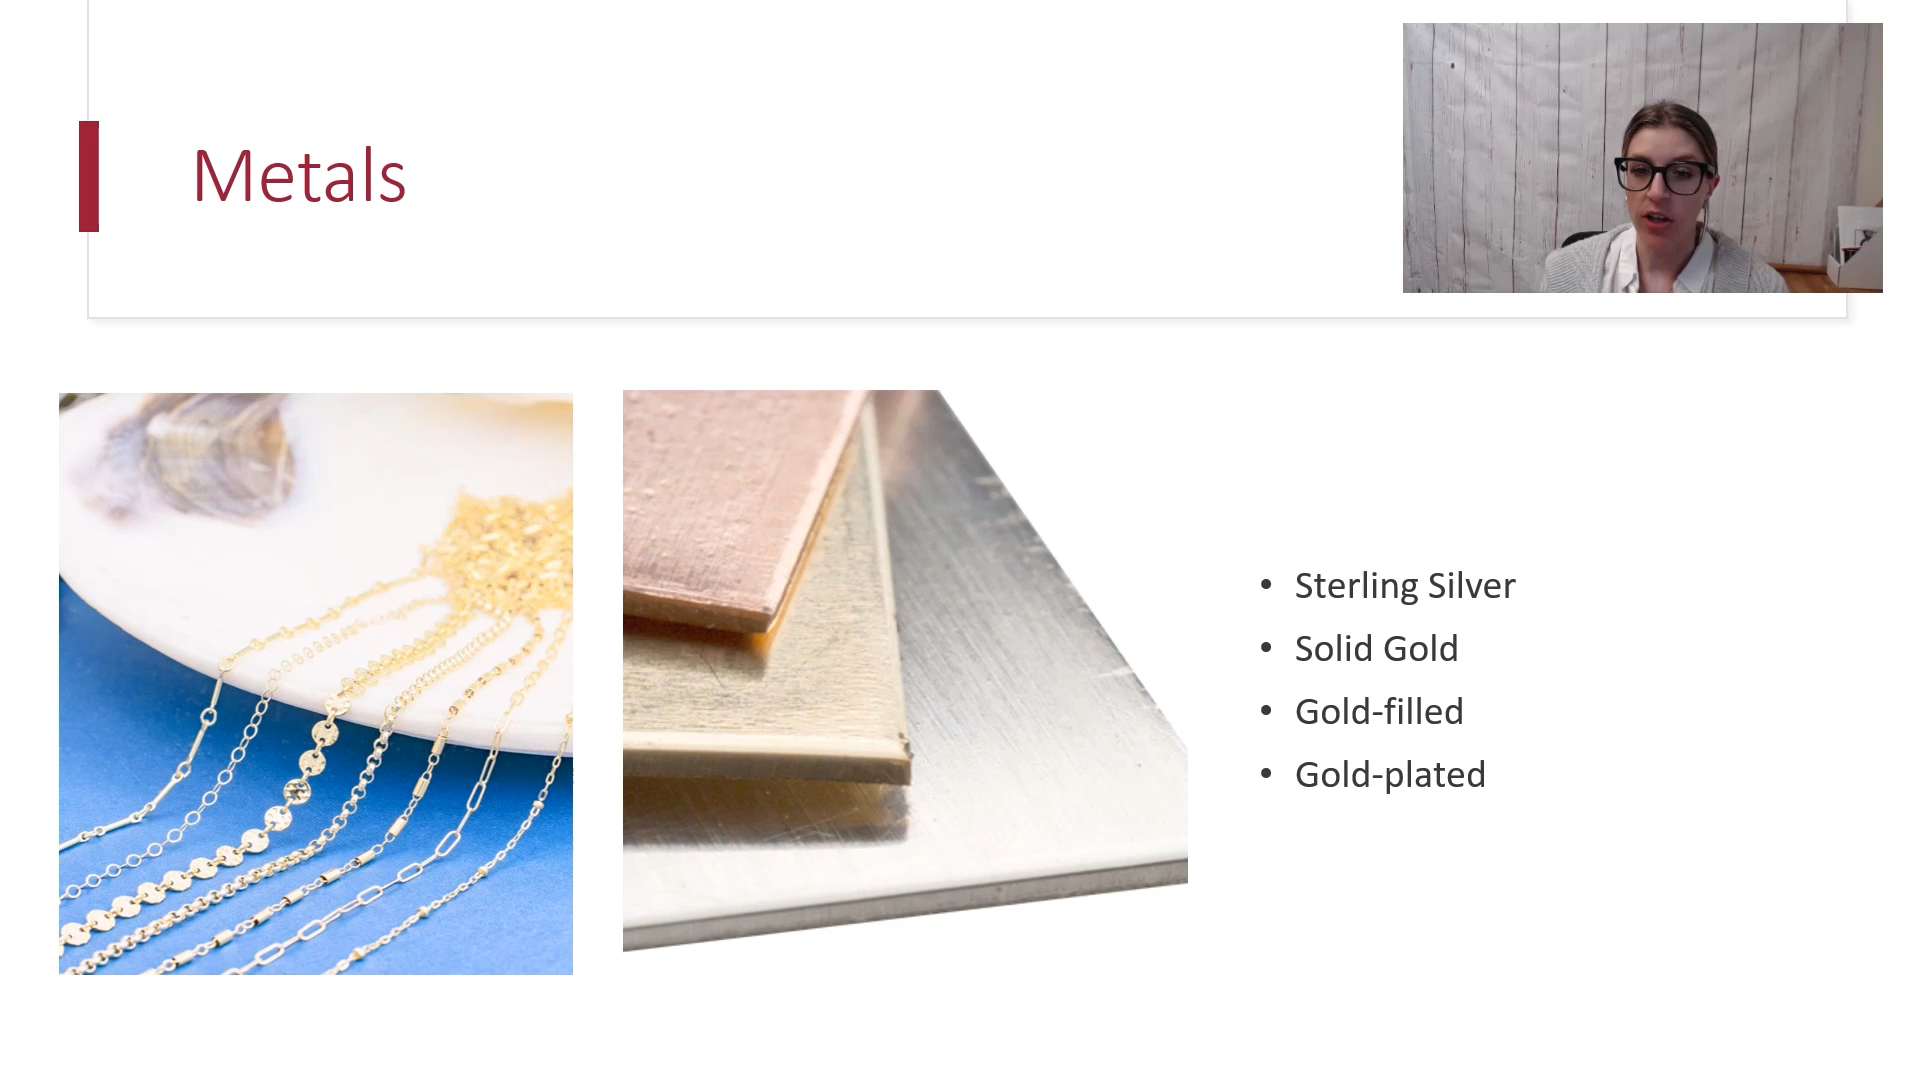 Metals
• Sterling Silver
• Solid Gold
• Gold-filled
• Gold-plated